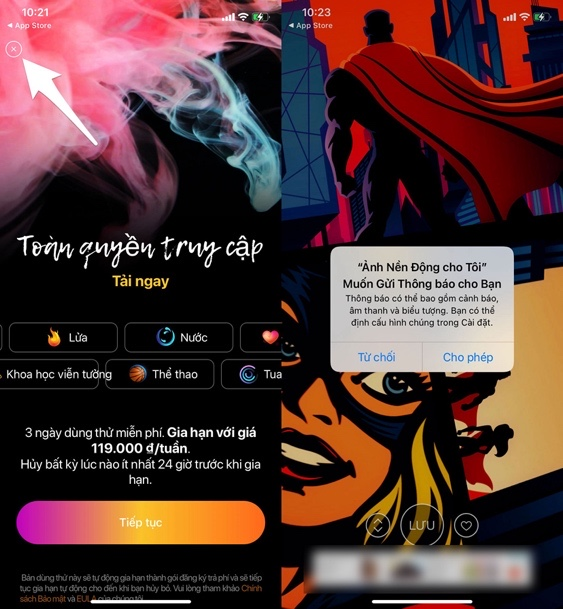 10:21
◀ App Store
Toàn quyền truy cập
Tải ngay
Lửa
Nước
Khoa học viễn tưởng
Thể thao
Tua
3 ngày dùng thử miễn phí. Gia hạn với giá
119.000 ₫/tuần.
Hủy bất kỳ lúc nào ít nhất 24 giờ trước khi gia
hạn.
Tiếp tục
Bản dùng thử này sẽ tự động gia hạn thành gói đăng ký trả phí và sẽ tiếp
tục gia hạn tự động cho đến khi bạn hủy bỏ. Vui lòng tham khảo Chính
sách Bảo mật và EULA của chúng tôi.
10:23
◀ App Store
“Ảnh Nền Động cho Tôi”
Muốn Gửi Thông báo cho Bạn
Thông báo có thể bao gồm cảnh báo,
âm thanh và biểu tượng. Bạn có thể
định cấu hình chúng trong Cài đặt.
Từ chối
Cho phép
LƯU